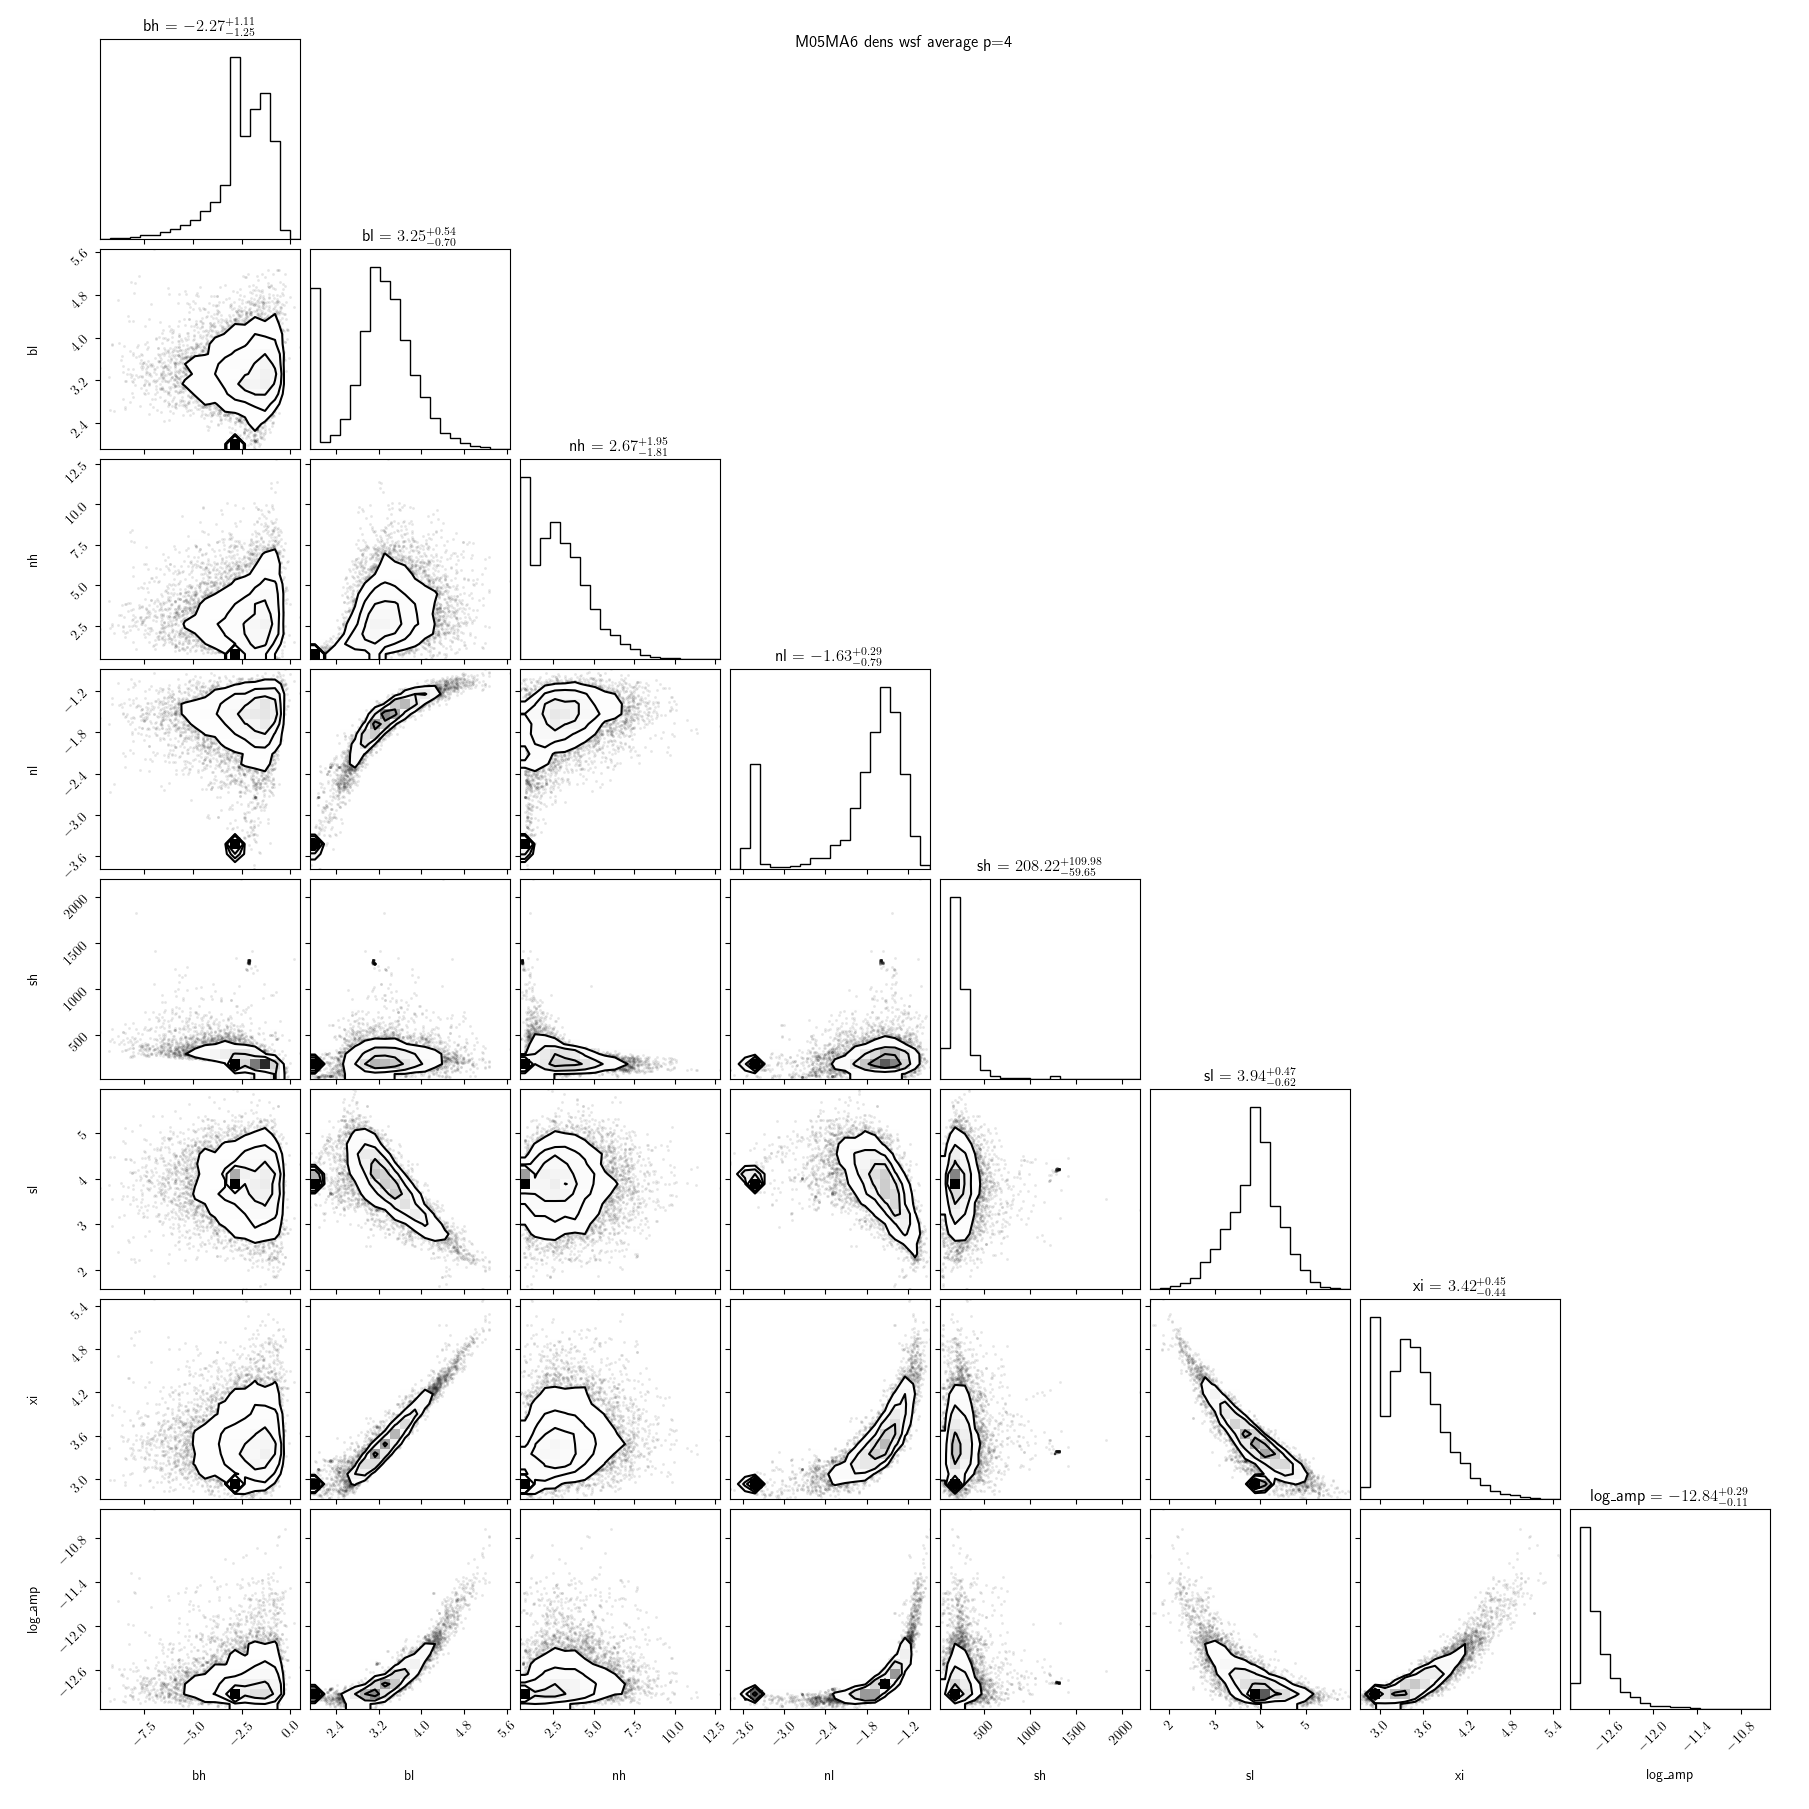 M05MA6 dens wsf average p=4
bh = −2.27 +1.11 −1.25
bl = 3.25 +0.54 −0.70
5.6
4.8
4.0
3.2
2.4
bl
nh = 2.67 +1.95 −1.81
12.5
10.0
7.5
5.0
2.5
nh
nl = −1.63 +0.29 −0.79
−1.2
−1.8
−2.4
−3.0
−3.6
nl
sh = 208.22 +109.98 −59.65
2000
1500
1000
500
sh
sl = 3.94 +0.47 −0.62
5
4
3
2
sl
xi = 3.42 +0.45 −0.44
5.4
4.8
4.2
3.6
3.0
xi
log_amp = −12.84 +0.29 −0.11
−10.8
−11.4
−12.0
−12.6
log_amp
−7.5 −5.0 −2.5 0.0
2.4 3.2 4.0 4.8 5.6
2.5 5.0 7.5 10.0 12.5
−3.6 −3.0 −2.4 −1.8 −1.2
500 1000 1500 2000
2 3 4 5
3.0 3.6 4.2 4.8 5.4
−12.6 −12.0 −11.4 −10.8
bh bl nh nl sh sl xi log_amp